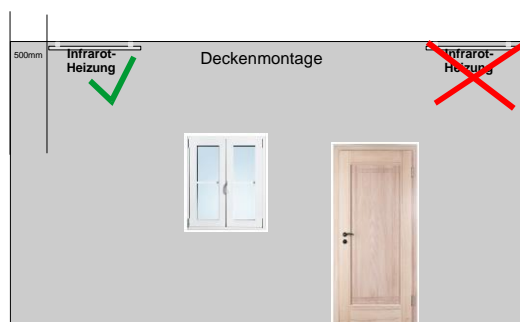 500mm
Infrarot-
Heizung
Deckenmontage
Infrarot-
Heizung